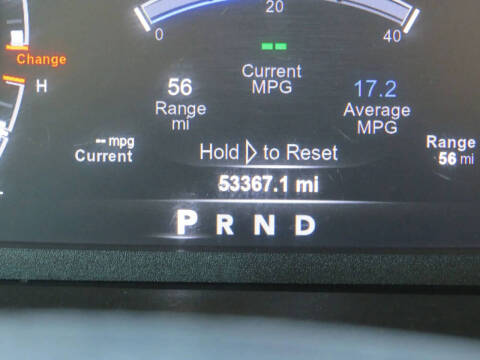 0 20 40
Change
H
--
Current
MPG
56
Range
mi
17.2
Average
MPG
-- mpg
Current
Hold ▷ to Reset
Range
56 mi
53367.1 mi
P R N D